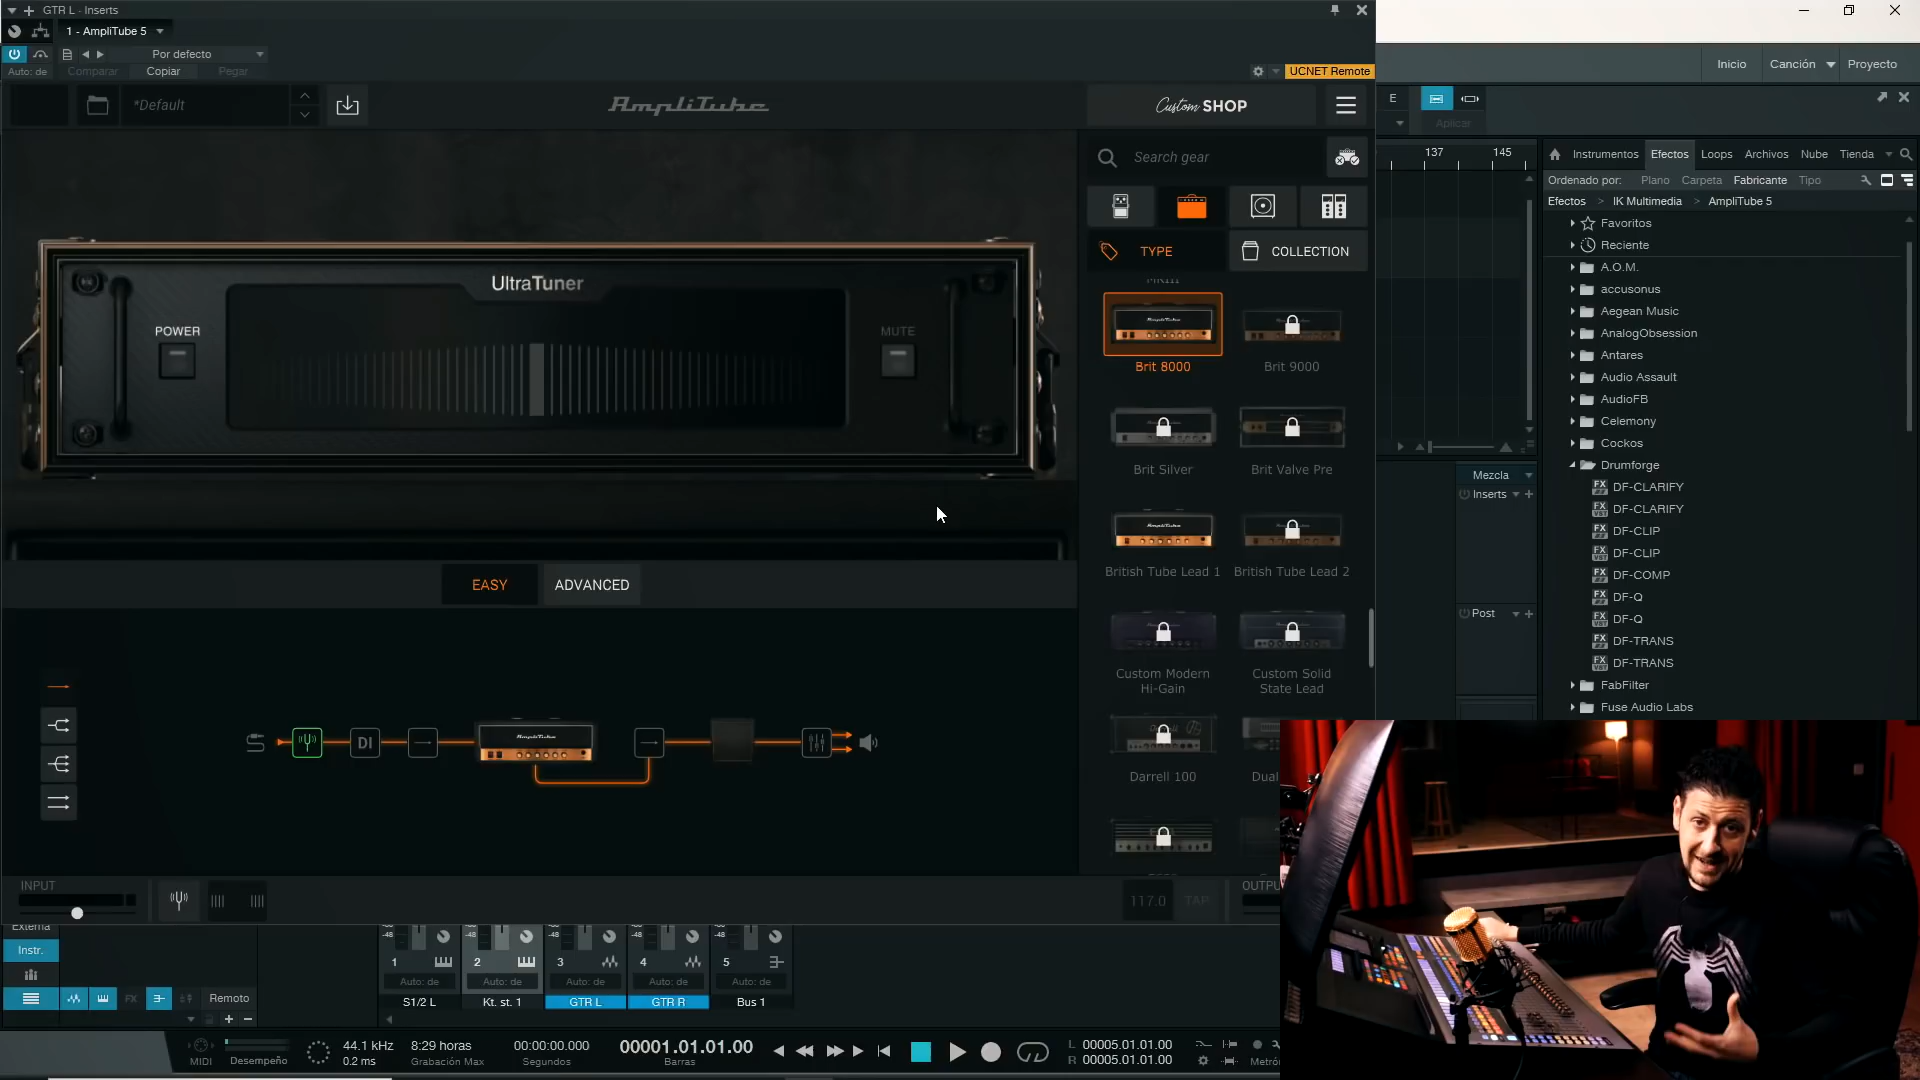 GTR L - Inserts
1 - AmpliTube 5
Por defecto
Auto: de
Comparar
Copiar
Pegar
UCNET Remote
*Default
AmpliTube
Custom SHOP
Search gear
TYPE
COLLECTION
UltraTuner
POWER
MUTE
MKIII
Brit 8000
Brit 9000
Brit Silver
Brit Valve Pre
British Tube Lead 1
British Tube Lead 2
Custom Modern
Hi-Gain
Custom Solid
State Lead
Darrell 100
Dual
EASY
ADVANCED
DI
INPUT
117.0
TAP
OUTPU
Inicio
Canción
Proyecto
E
Aplicar
137
145
Instrumentos
Efectos
Loops
Archivos
Nube
Tienda
Ordenado por:
Plano
Carpeta
Fabricante
Tipo
Efectos > IK Multimedia > AmpliTube 5
Favoritos
Reciente
A.O.M.
accusonus
Aegean Music
AnalogObsession
Antares
Audio Assault
AudioFB
Celemony
Cockos
Drumforge
DF-CLARIFY
DF-CLARIFY
DF-CLIP
DF-CLIP
DF-COMP
DF-Q
DF-Q
DF-TRANS
DF-TRANS
FabFilter
Fuse Audio Labs
Mezcla
Inserts
Post
Externa
Instr.
FX
Remoto
-48
-48
-48
-48
-48
1
2
3
4
5
Auto: de
Auto: de
Auto: de
Auto: de
Auto: de
S1/2 L
Kt. st. 1
GTR L
GTR R
Bus 1
MIDI
Desempeño
44.1 kHz
0.2 ms
8:29 horas
Grabación Max
00:00:00.000
Segundos
00001.01.01.00
Barras
L 00005.01.01.00
R 00005.01.01.00
Metró